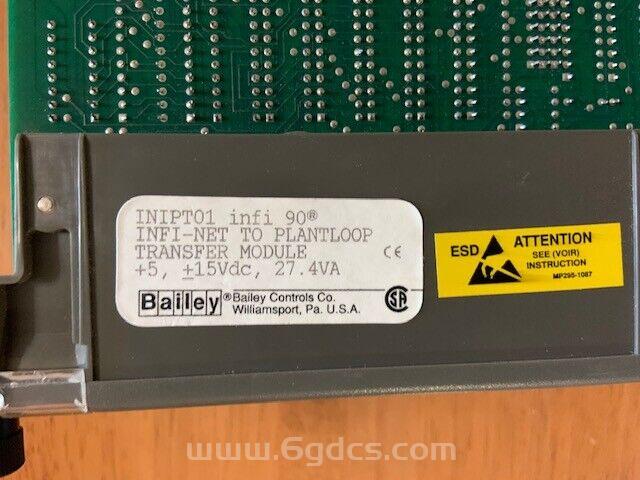 INIPT01 infi 90®
INFI-NET TO PLANTLOOP
TRANSFER MODULE
+5, ±15Vdc, 27.4VA
CE
Bailey ® Bailey Controls Co.
Williamsport, Pa. U.S.A.
SA
ESD
ATTENTION
SEE (VOIR)
INSTRUCTION
MP295-1087
www.6gdcs.com